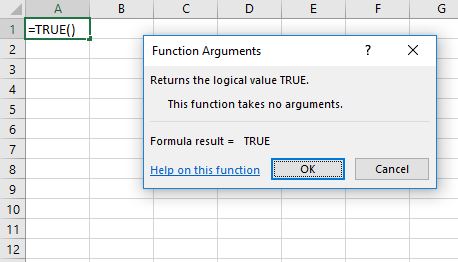 A B C D E F G
1 =TRUE()
2
3
4
5
6
7
8
9
10
11
12
Function Arguments ? ×
Returns the logical value TRUE.
This function takes no arguments.
Formula result = TRUE
Help on this function OK Cancel